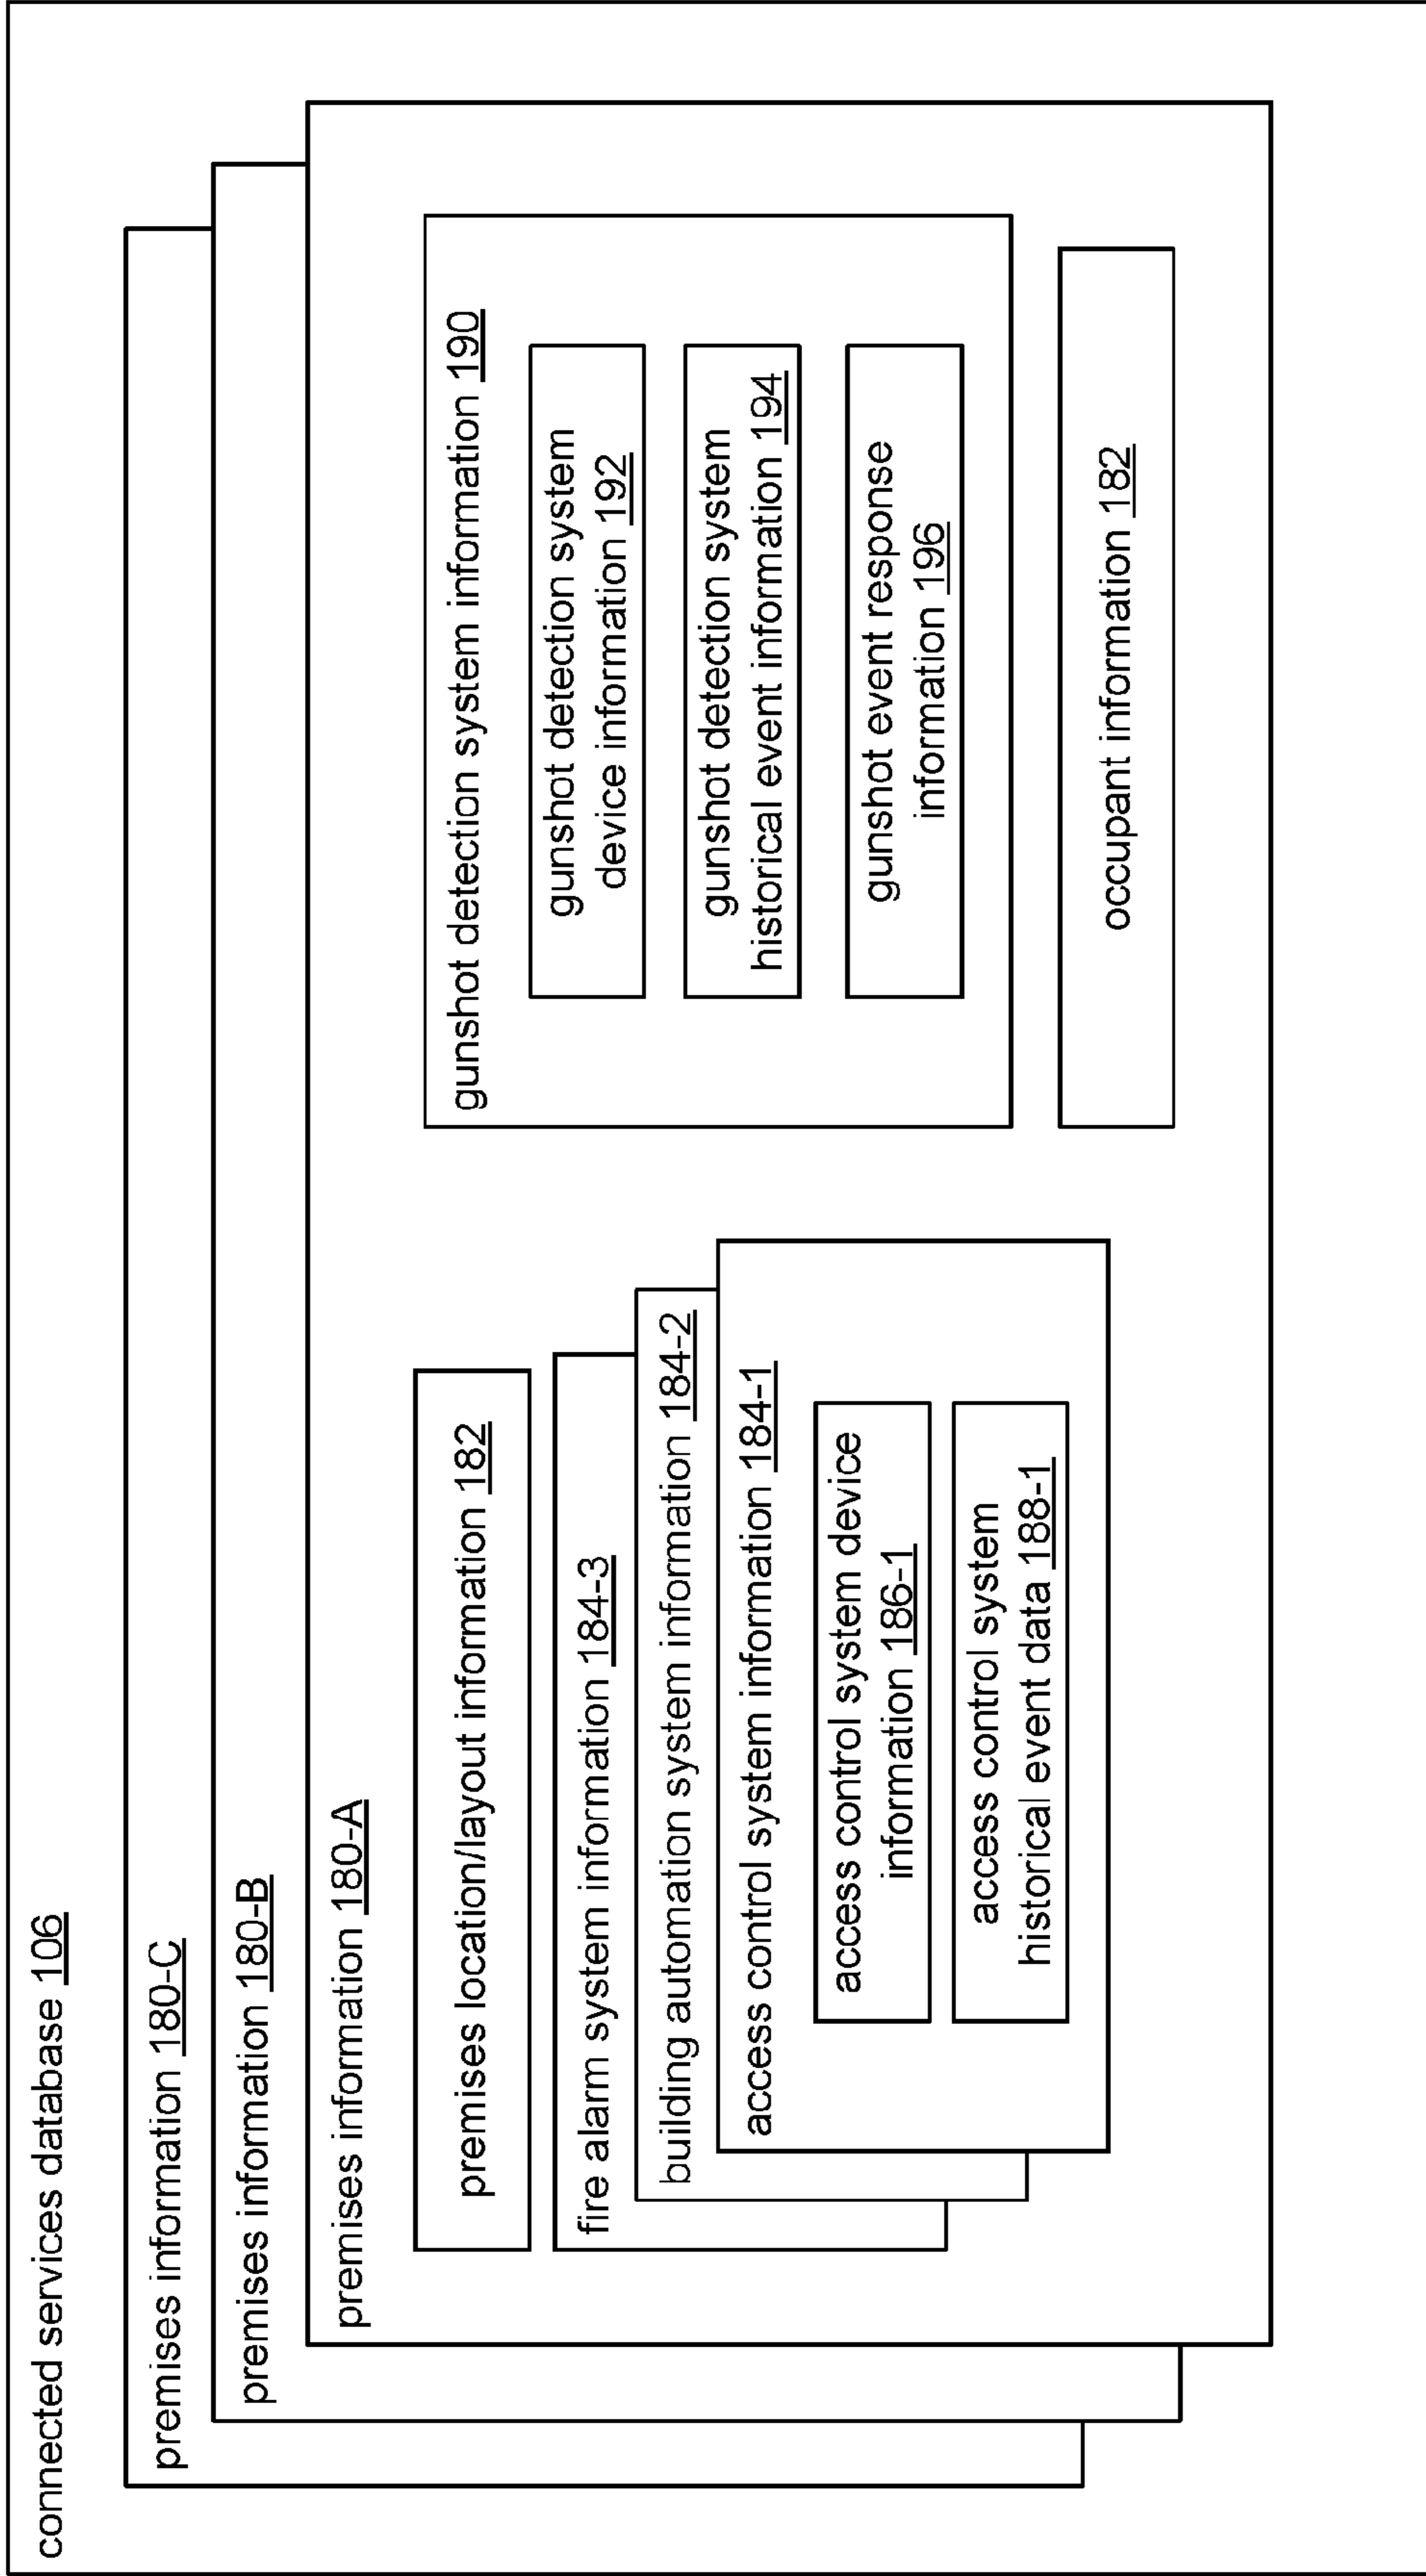 connected services database 106
premises information 180-C
premises information 180-B
premises information 180-A
premises location/layout information 182
fire alarm system information 184-3
building automation system information 184-2
access control system information 184-1
access control system device
information 186-1
access control system
historical event data 188-1
gunshot detection system information 190
gunshot detection system
device information 192
gunshot detection system
historical event information 194
gunshot event response
information 196
occupant information 182